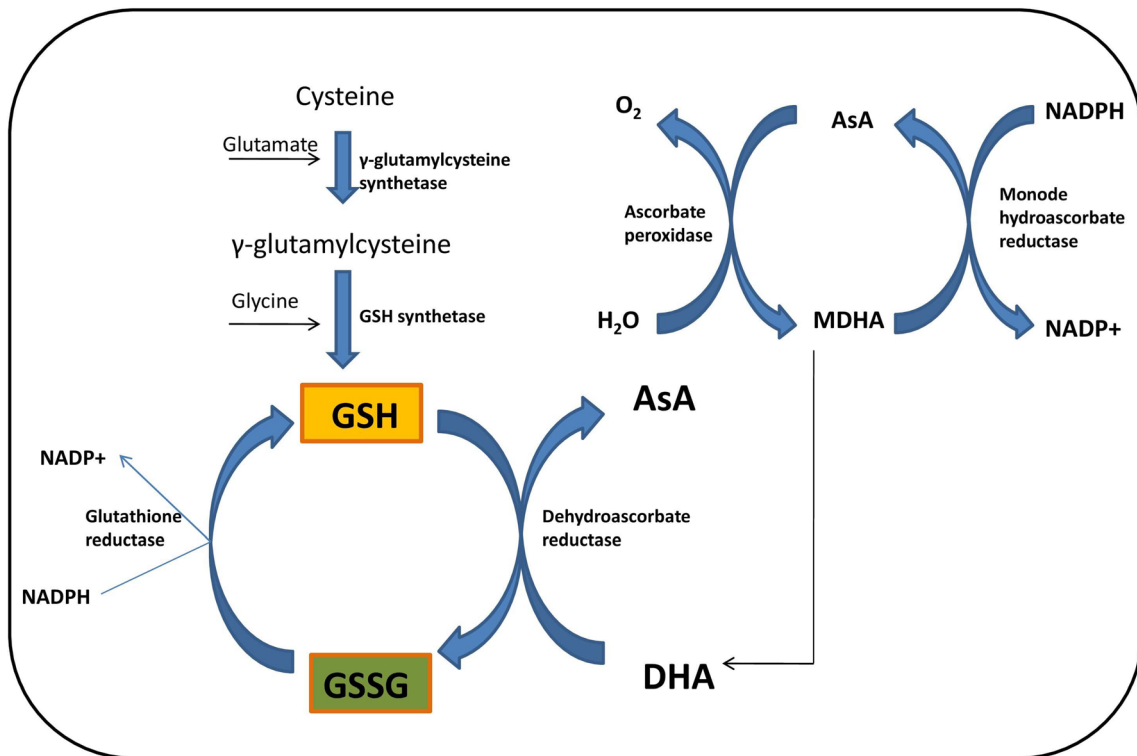 Cysteine
Glutamate
γ-glutamylcysteine
synthetase
γ-glutamylcysteine
Glycine
GSH synthetase
GSH
NADP+
Glutathione
reductase
NADPH
GSSG
Dehydroascorbate
reductase
AsA
DHA
O₂
AsA
NADPH
Ascorbate
peroxidase
Monode
hydroascorbate
reductase
H₂O
MDHA
NADP+